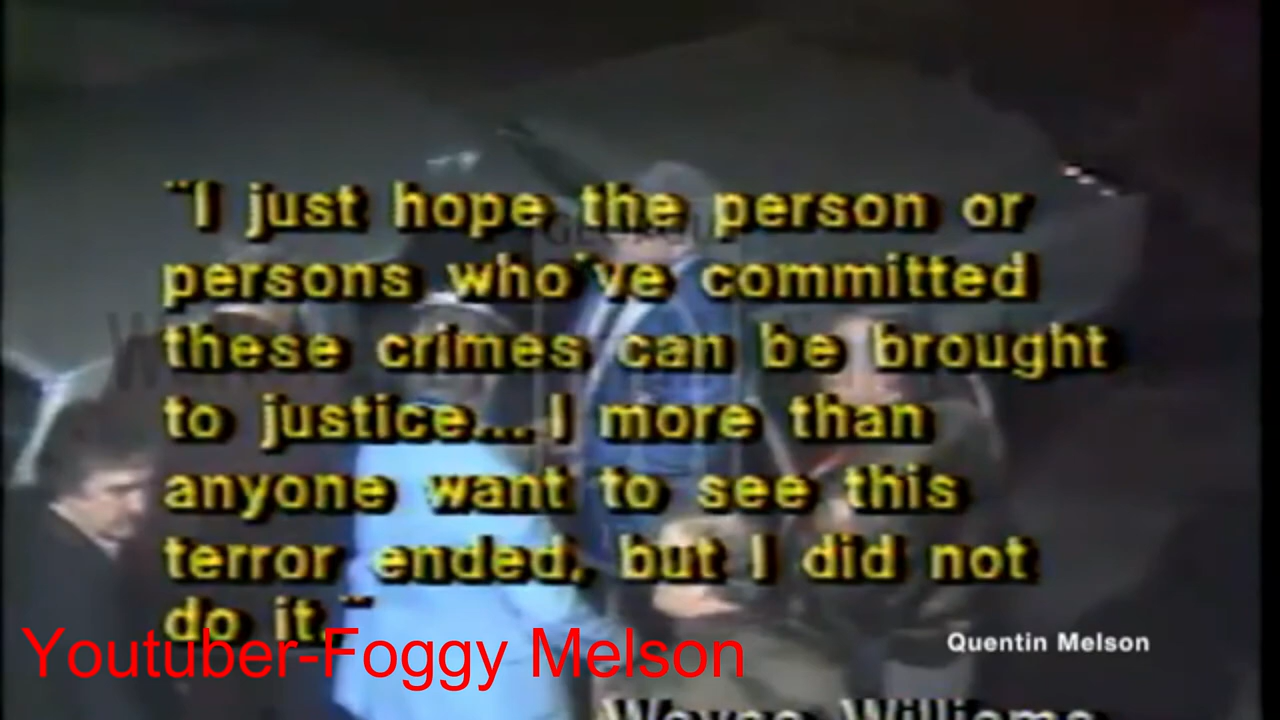 "I just hope the person or
persons who've committed
these crimes can be brought
to justice... I more than
anyone want to see this
terror ended, but I did not
do it."
Youtuber-Foggy Melson
Quentin Melson
Wayne Williams